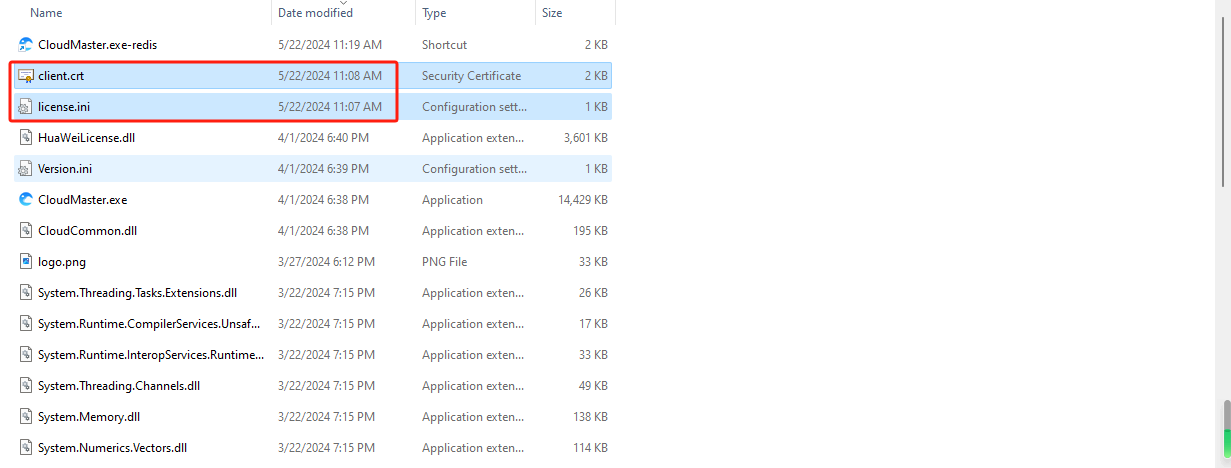 Name Date modified Type Size
CloudMaster.exe-redis 5/22/2024 11:19 AM Shortcut 2 KB
client.crt 5/22/2024 11:08 AM Security Certificate 2 KB
license.ini 5/22/2024 11:07 AM Configuration sett... 1 KB
HuaWeiLicense.dll 4/1/2024 6:40 PM Application exten... 3,601 KB
Version.ini 4/1/2024 6:39 PM Configuration sett... 1 KB
CloudMaster.exe 4/1/2024 6:38 PM Application 14,429 KB
CloudCommon.dll 4/1/2024 6:38 PM Application exten... 195 KB
logo.png 3/27/2024 6:12 PM PNG File 33 KB
System.Threading.Tasks.Extensions.dll 3/22/2024 7:15 PM Application exten... 26 KB
System.Runtime.CompilerServices.Unsaf... 3/22/2024 7:15 PM Application exten... 17 KB
System.Runtime.InteropServices.Runtime... 3/22/2024 7:15 PM Application exten... 33 KB
System.Threading.Channels.dll 3/22/2024 7:15 PM Application exten... 49 KB
System.Memory.dll 3/22/2024 7:15 PM Application exten... 138 KB
System.Numerics.Vectors.dll 3/22/2024 7:15 PM Application exten... 114 KB